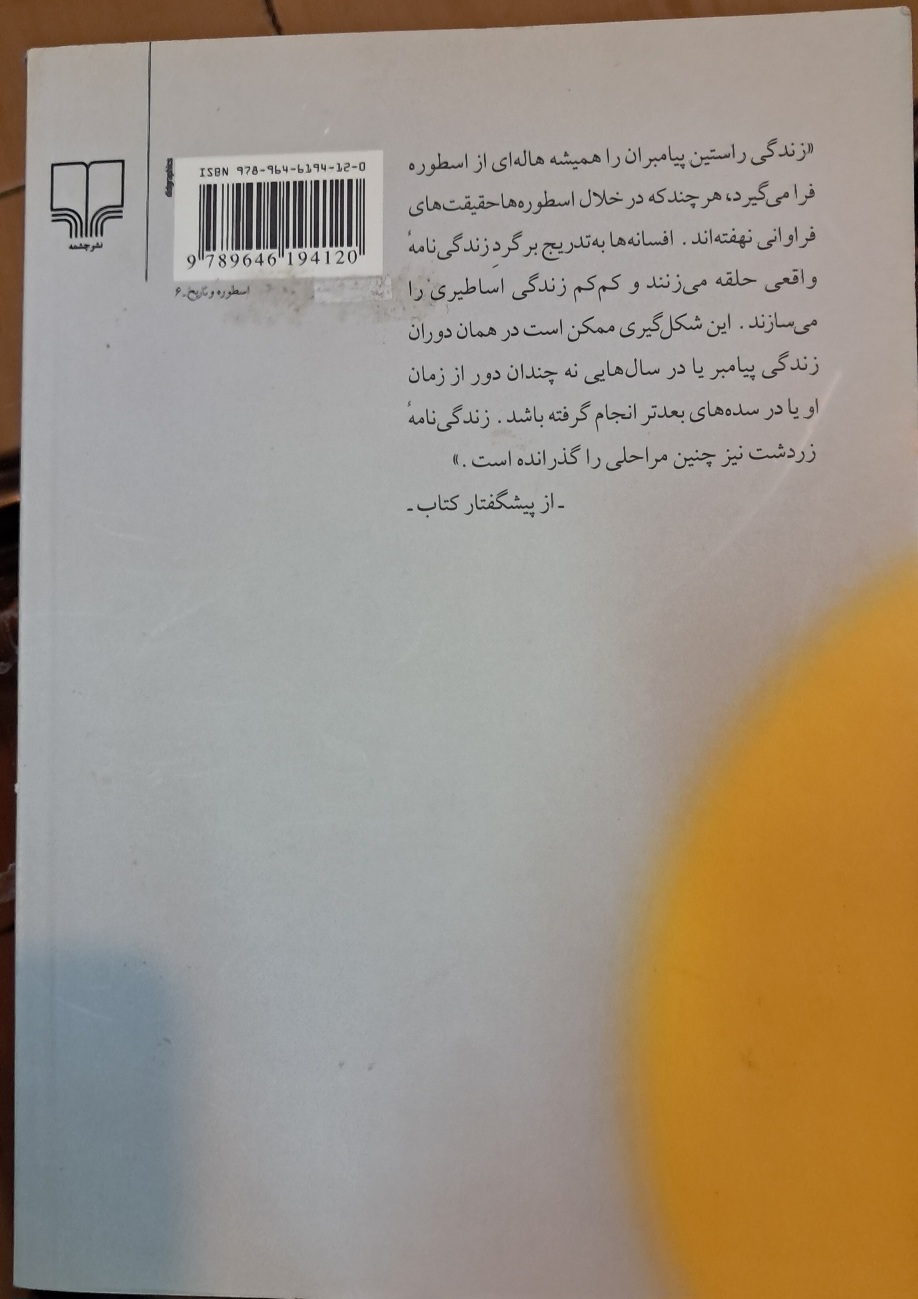 «زندگی راستین پیامبران را همیشه هاله‌ای از اسطوره
فرا می‌گیرد، هر چند که در خلال اسطوره‌ها حقیقت‌های
فراوانی نهفته‌اند. افسانه‌ها به‌تدریج بر گردِ زندگی‌نامهٔ
واقعی حلقه می‌زنند و کم‌کم زندگی اساطیری را
می‌سازند. این شکل‌گیری ممکن است در همان دوران
زندگی پیامبر یا در سال‌هایی نه چندان دور از زمان
او یا در سده‌های بعدتر انجام گرفته باشد. زندگی‌نامهٔ
زردشت نیز چنین مراحلی را گذرانده است.»
ـ از پیشگفتار کتاب ـ
ISBN 978-964-6194-12-0
9 789646 194120
اسطوره و تاریخ ـ ۶
نشر چشمه